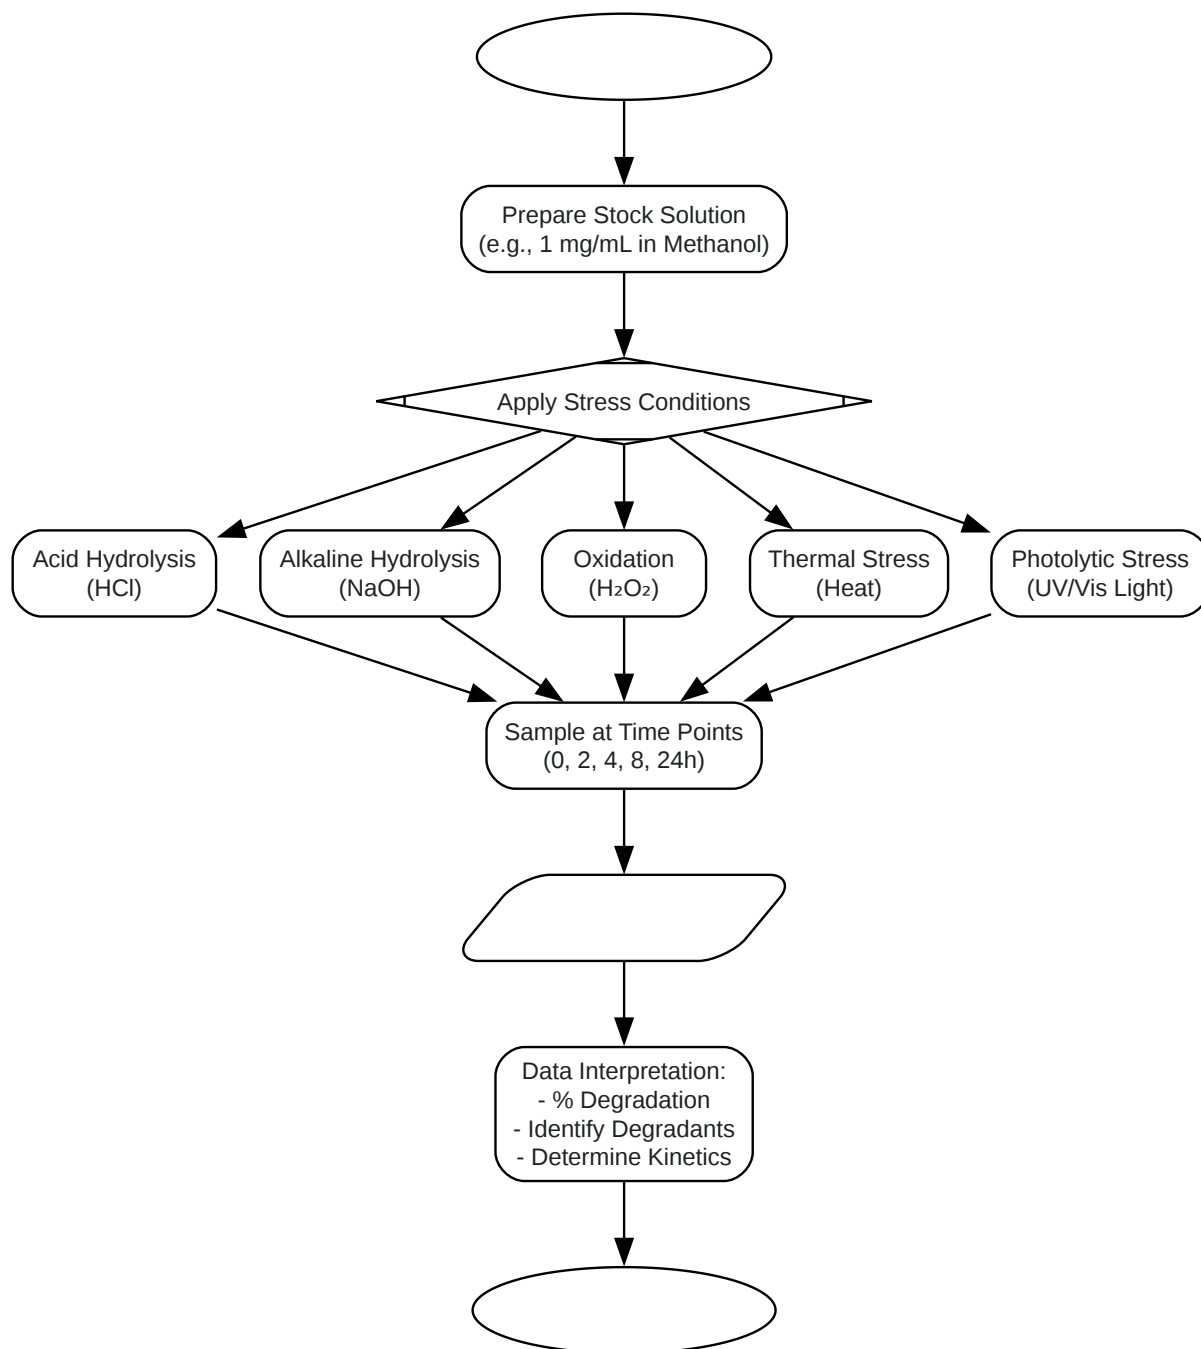 Prepare Stock Solution
(e.g., 1 mg/mL in Methanol)
Apply Stress Conditions
Acid Hydrolysis
(HCl)
Alkaline Hydrolysis
(NaOH)
Oxidation
(H₂O₂)
Thermal Stress
(Heat)
Photolytic Stress
(UV/Vis Light)
Sample at Time Points
(0, 2, 4, 8, 24h)
Data Interpretation:
- % Degradation
- Identify Degradants
- Determine Kinetics